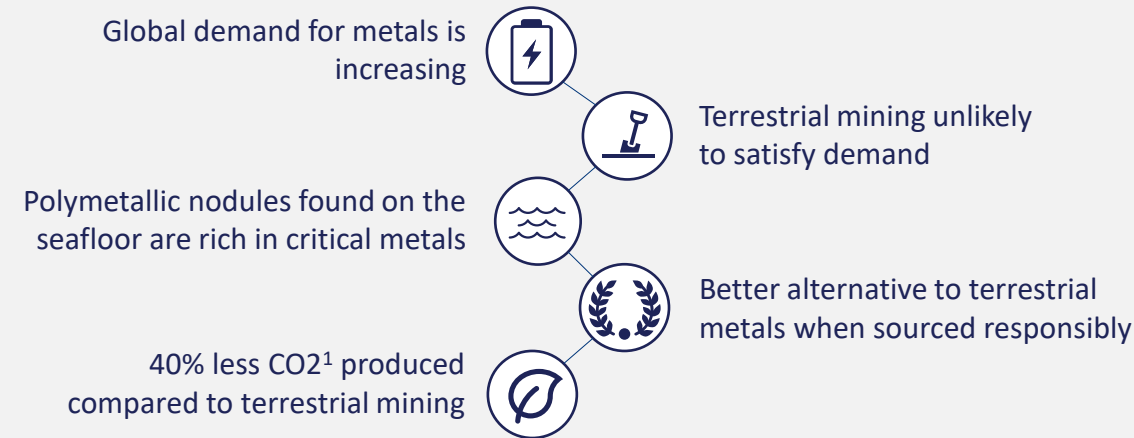 Global demand for metals is
increasing
Terrestrial mining unlikely
to satisfy demand
Polymetallic nodules found on the
seafloor are rich in critical metals
Better alternative to terrestrial
metals when sourced responsibly
40% less CO2¹ produced
compared to terrestrial mining